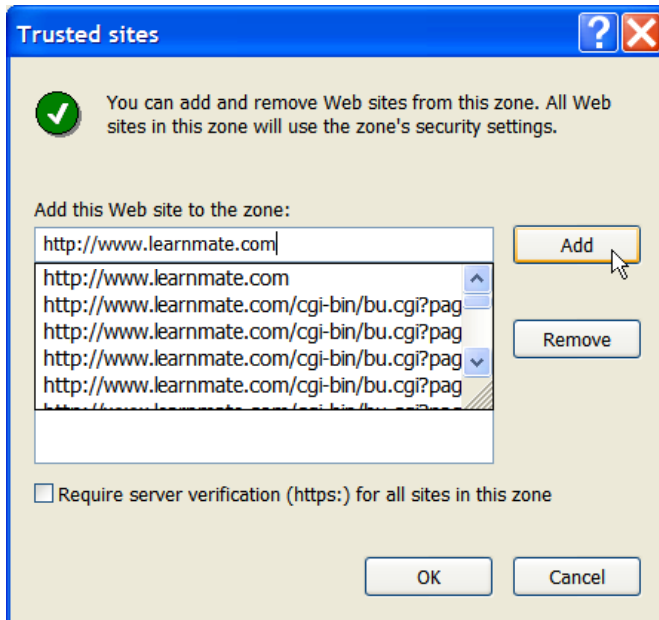 Trusted sites
You can add and remove Web sites from this zone. All Web
sites in this zone will use the zone's security settings.
Add this Web site to the zone:
http://www.learnmate.com
Add
http://www.learnmate.com
http://www.learnmate.com/cgi-bin/bu.cgi?pag
http://www.learnmate.com/cgi-bin/bu.cgi?pag
http://www.learnmate.com/cgi-bin/bu.cgi?pag
http://www.learnmate.com/cgi-bin/bu.cgi?pag
Remove
Require server verification (https:) for all sites in this zone
OK
Cancel